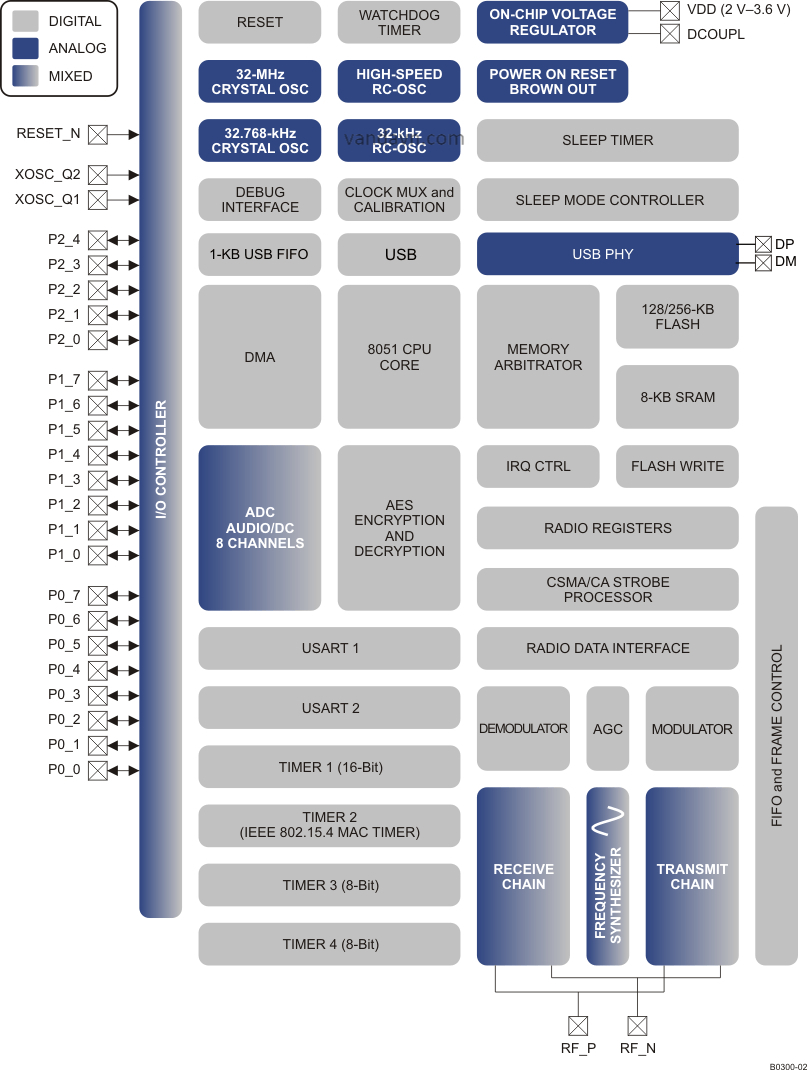 DIGITAL
ANALOG
MIXED
RESET
WATCHDOG
TIMER
ON-CHIP VOLTAGE
REGULATOR
VDD (2 V–3.6 V)
DCOUPL
32-MHz
CRYSTAL OSC
HIGH-SPEED
RC-OSC
POWER ON RESET
BROWN OUT
RESET_N
32.768-kHz
CRYSTAL OSC
32-kHz
RC-OSC
SLEEP TIMER
XOSC_Q2
XOSC_Q1
DEBUG
INTERFACE
CLOCK MUX and
CALIBRATION
SLEEP MODE CONTROLLER
P2_4
P2_3
P2_2
P2_1
P2_0
1-KB USB FIFO
USB
USB PHY
DP
DM
DMA
8051 CPU
CORE
MEMORY
ARBITRATOR
128/256-KB
FLASH
8-KB SRAM
P1_7
P1_6
P1_5
P1_4
P1_3
P1_2
P1_1
P1_0
I/O CONTROLLER
ADC
AUDIO/DC
8 CHANNELS
AES
ENCRYPTION
AND
DECRYPTION
IRQ CTRL
FLASH WRITE
RADIO REGISTERS
CSMA/CA STROBE
PROCESSOR
P0_7
P0_6
P0_5
P0_4
P0_3
P0_2
P0_1
P0_0
USART 1
RADIO DATA INTERFACE
USART 2
DEMODULATOR
AGC
MODULATOR
FIFO and FRAME CONTROL
TIMER 1 (16-Bit)
TIMER 2
(IEEE 802.15.4 MAC TIMER)
TIMER 3 (8-Bit)
TIMER 4 (8-Bit)
RECEIVE
CHAIN
FREQUENCY
SYNTHESIZER
TRANSMIT
CHAIN
RF_P
RF_N
B0300-02